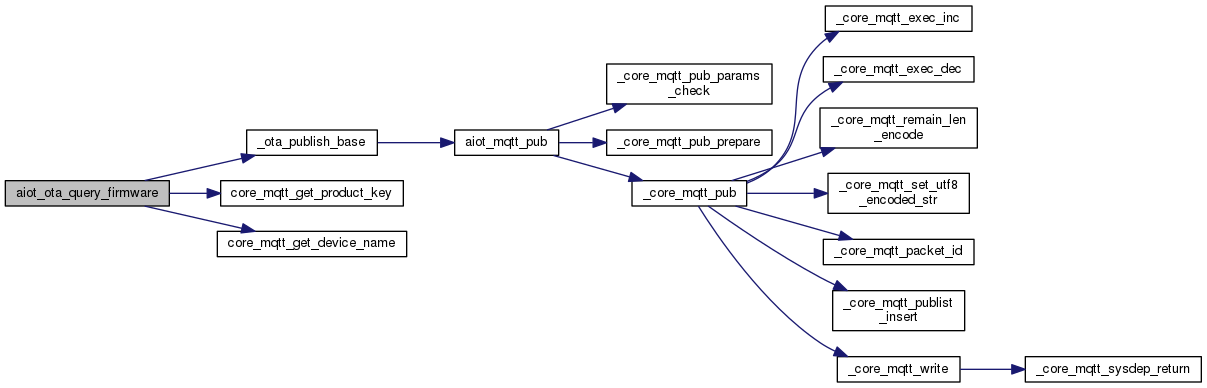 aiot_ota_query_firmware
_ota_publish_base
core_mqtt_get_product_key
core_mqtt_get_device_name
aiot_mqtt_pub
_core_mqtt_pub_params
_check
_core_mqtt_pub_prepare
_core_mqtt_pub
_core_mqtt_exec_inc
_core_mqtt_exec_dec
_core_mqtt_remain_len
_encode
_core_mqtt_set_utf8
_encoded_str
_core_mqtt_packet_id
_core_mqtt_publist
_insert
_core_mqtt_write
_core_mqtt_sysdep_return